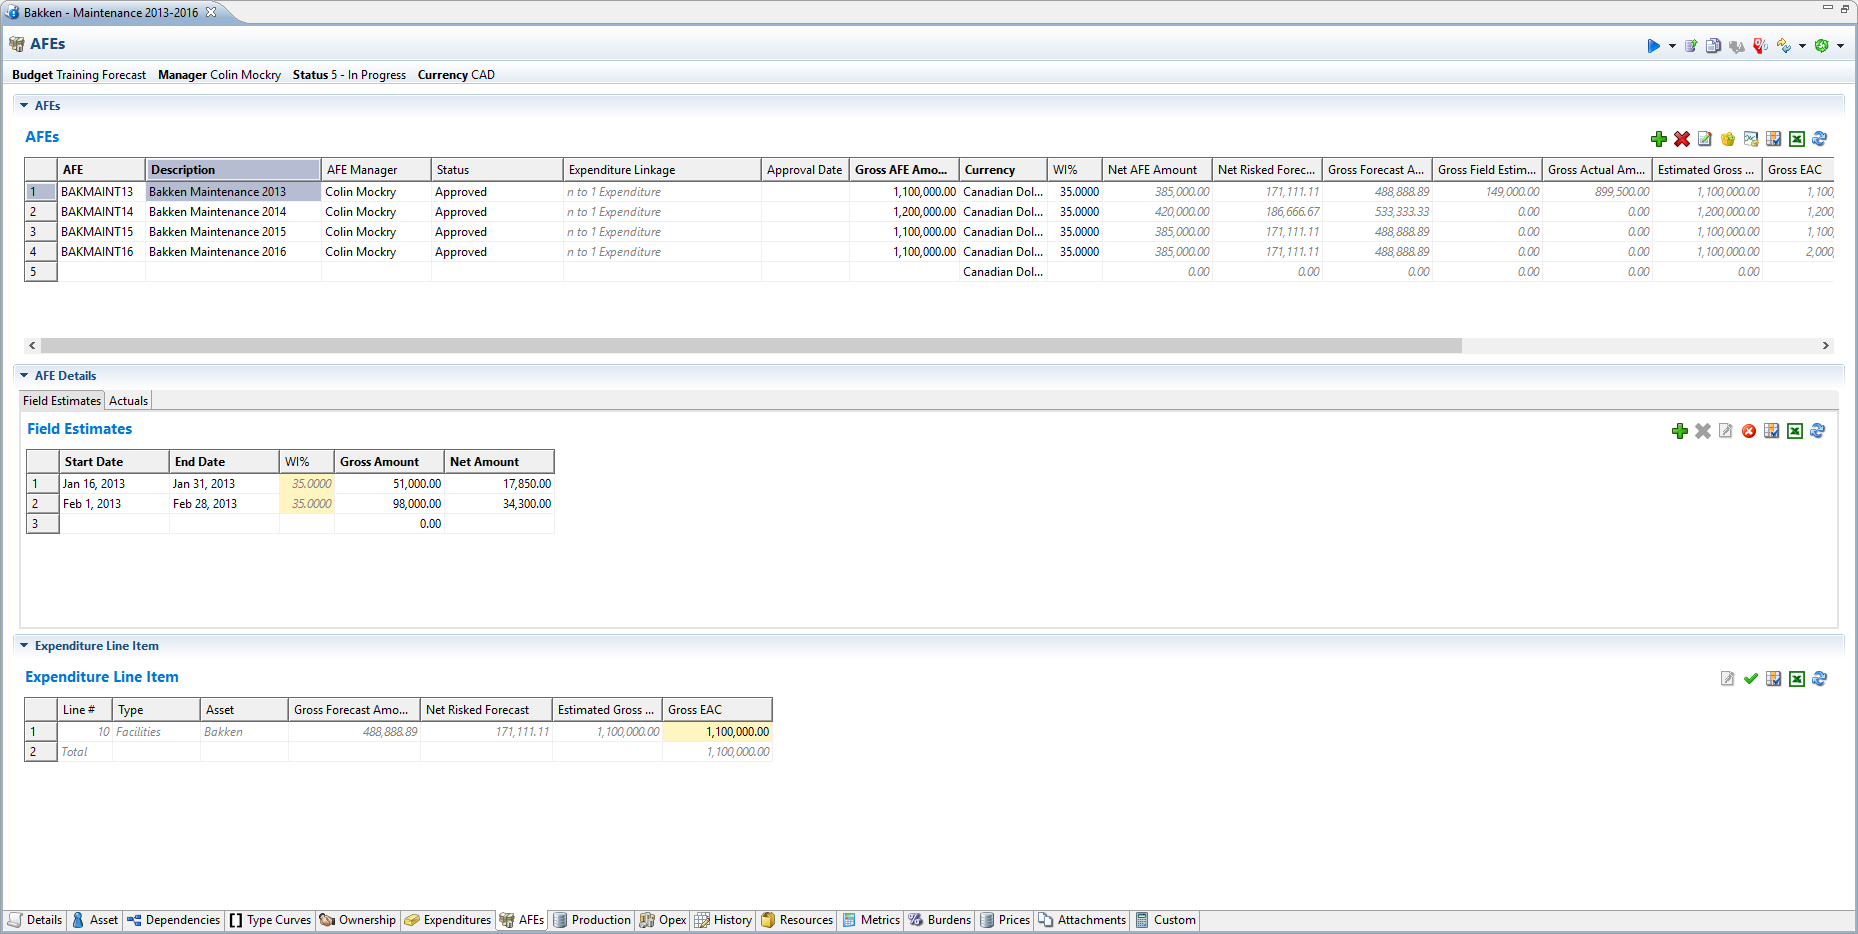 Bakken - Maintenance 2013-2016
AFEs
Budget Training Forecast Manager Colin Mockry Status 5 - In Progress Currency CAD
AFEs
AFEs
AFE Description AFE Manager Status Expenditure Linkage Approval Date Gross AFE Amo... Currency WI% Net AFE Amount Net Risked Forec... Gross Forecast A... Gross Field Estim... Gross Actual Am... Estimated Gross ... Gross EAC
1 BAKMAINT13 Bakken Maintenance 2013 Colin Mockry Approved n to 1 Expenditure 1,100,000.00 Canadian Dol... 35.0000 385,000.00 171,111.11 488,888.89 149,000.00 899,500.00 1,100,000.00 1,100,
2 BAKMAINT14 Bakken Maintenance 2014 Colin Mockry Approved n to 1 Expenditure 1,200,000.00 Canadian Dol... 35.0000 420,000.00 186,666.67 533,333.33 0.00 0.00 1,200,000.00 1,200,
3 BAKMAINT15 Bakken Maintenance 2015 Colin Mockry Approved n to 1 Expenditure 1,100,000.00 Canadian Dol... 35.0000 385,000.00 171,111.11 488,888.89 0.00 0.00 1,100,000.00 1,100,
4 BAKMAINT16 Bakken Maintenance 2016 Colin Mockry Approved n to 1 Expenditure 1,100,000.00 Canadian Dol... 35.0000 385,000.00 171,111.11 488,888.89 0.00 0.00 1,100,000.00 2,000,
5 Canadian Dol... 0.00 0.00 0.00 0.00 0.00 0.00
AFE Details
Field Estimates Actuals
Field Estimates
Start Date End Date WI% Gross Amount Net Amount
1 Jan 16, 2013 Jan 31, 2013 35.0000 51,000.00 17,850.00
2 Feb 1, 2013 Feb 28, 2013 35.0000 98,000.00 34,300.00
3 0.00
Expenditure Line Item
Expenditure Line Item
Line # Type Asset Gross Forecast Amo... Net Risked Forecast Estimated Gross ... Gross EAC
1 10 Facilities Bakken 488,888.89 171,111.11 1,100,000.00 1,100,000.00
2 Total 1,100,000.00
Details Asset Dependencies Type Curves Ownership Expenditures AFEs Production Opex History Resources Metrics Burdens Prices Attachments Custom